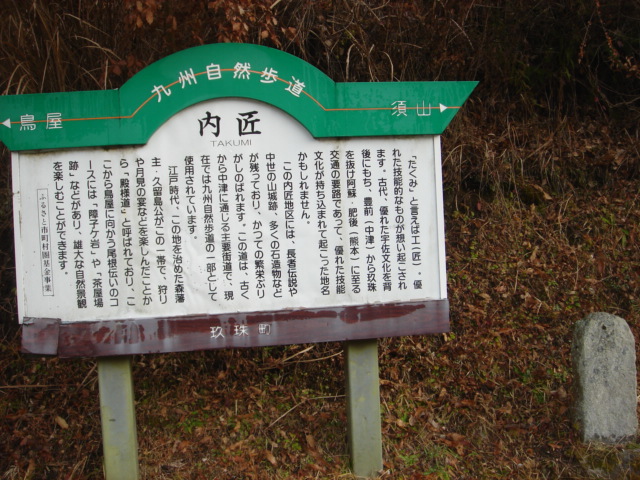 九州自然歩道
鳥屋
須山
内匠
TAKUMI
「たくみ」と言えば工（匠）、優
れた技能的なものが想い起こされ
ます。古代、優れた宇佐文化を背
後にもち、豊前（中津）から玖珠
を抜け阿蘇・肥後（熊本）に至る
交通の要路であって、優れた技能
文化が持ち込まれて起こった地名
かもしれません。
この内匠地区には、長者伝説や
中世の山城跡、多くの石造物など
が残っており、かつての繁栄ぶり
がしのばれます。この道は、古く
から中津に通じる主要街道で、現
在では九州自然歩道の一部として
使用されています。
江戸時代、この地を治めた森藩
主・久留島公がこの一帯で、狩り
や月見の宴などを楽しんだことか
ら「殿様道」と呼ばれており、こ
こから鳥屋に向かう尾根伝いのコ
ースには、「障子ケ岩」や「茶屋場
跡」などがあり、雄大な自然景観
を楽しむことができます。
ふるさと市町村圏基金事業
玖珠町